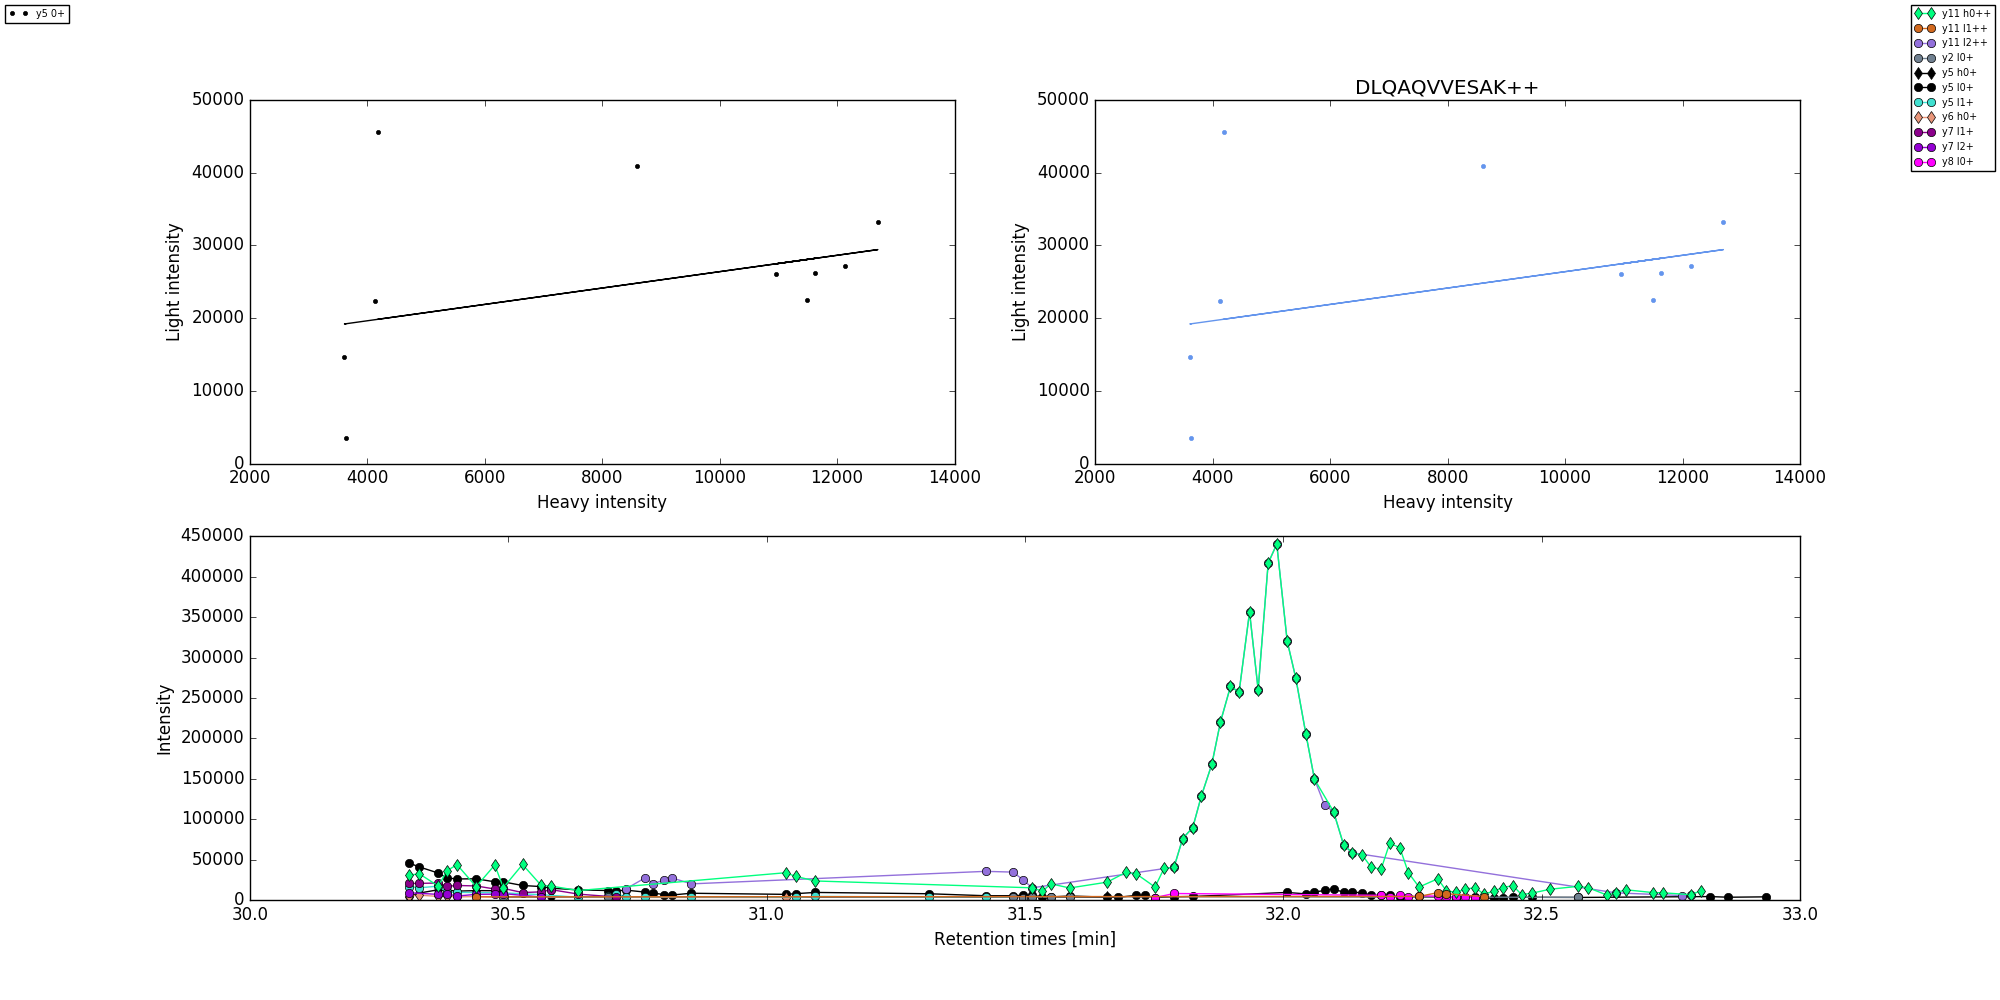 y5 0+
y11 h0++
y11 l1++
y11 l2++
y2 l0+
y5 h0+
y5 l0+
y5 l1+
y6 h0+
y7 l1+
y7 l2+
y8 l0+
DLQAQVVESAK++
50000
40000
30000
20000
10000
0
Light intensity
2000 4000 6000 8000 10000 12000 14000
Heavy intensity
50000
40000
30000
20000
10000
0
Light intensity
2000 4000 6000 8000 10000 12000 14000
Heavy intensity
450000
400000
350000
300000
250000
200000
150000
100000
50000
0
Intensity
30.0 30.5 31.0 31.5 32.0 32.5 33.0
Retention times [min]